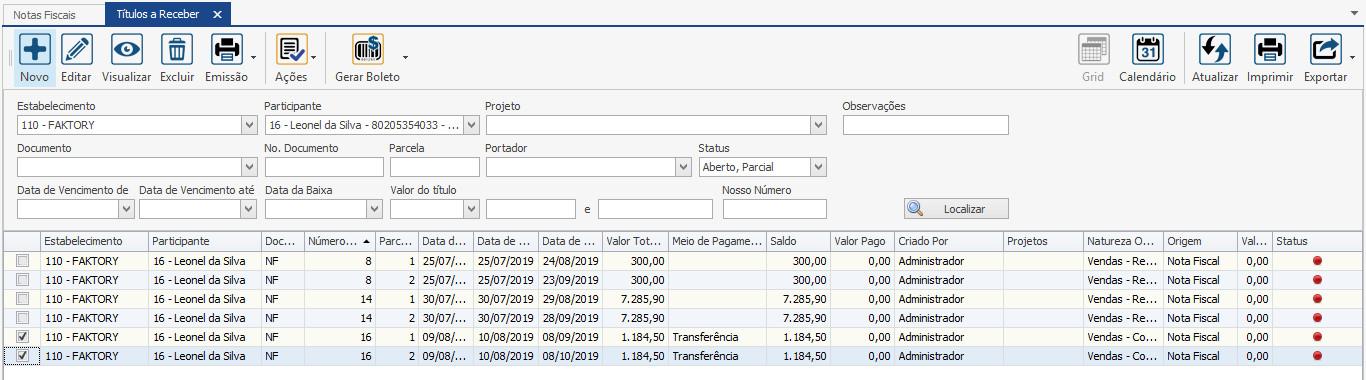 Notas Fiscais Títulos a Receber X
Novo Editar Visualizar Excluir Emissão Ações Gerar Boleto Grid 31 Calendário Atualizar Imprimir Exportar
Estabelecimento Participante Projeto Observações
110 - FAKTORY 16 - Leonel da Silva - 80205354033 - ...
Documento No. Documento Parcela Portador Status
Aberto, Parcial
Data de Vencimento de Data de Vencimento até Data da Baixa Valor do título Nosso Número
e Localizar
Estabelecimento Participante Doc... Número... Parc... Data d... Data de ... Data de ... Valor Tot... Meio de Pagame... Saldo Valor Pago Criado Por Projetos Natureza O... Origem Val... Status
110 - FAKTORY 16 - Leonel da Silva NF 8 1 25/07/... 25/07/2019 24/08/2019 300,00 300,00 0,00 Administrador Vendas - Re... Nota Fiscal 0,00
110 - FAKTORY 16 - Leonel da Silva NF 8 2 25/07/... 25/07/2019 23/09/2019 300,00 300,00 0,00 Administrador Vendas - Re... Nota Fiscal 0,00
110 - FAKTORY 16 - Leonel da Silva NF 14 1 30/07/... 30/07/2019 29/08/2019 7.285,90 7.285,90 0,00 Administrador Vendas - Re... Nota Fiscal 0,00
110 - FAKTORY 16 - Leonel da Silva NF 14 2 30/07/... 30/07/2019 28/09/2019 7.285,90 7.285,90 0,00 Administrador Vendas - Re... Nota Fiscal 0,00
110 - FAKTORY 16 - Leonel da Silva NF 16 1 09/08/... 10/08/2019 08/09/2019 1.184,50 Transferência 1.184,50 0,00 Administrador Vendas - Co... Nota Fiscal 0,00
110 - FAKTORY 16 - Leonel da Silva NF 16 2 09/08/... 10/08/2019 08/10/2019 1.184,50 Transferência 1.184,50 0,00 Administrador Vendas - Co... Nota Fiscal 0,00